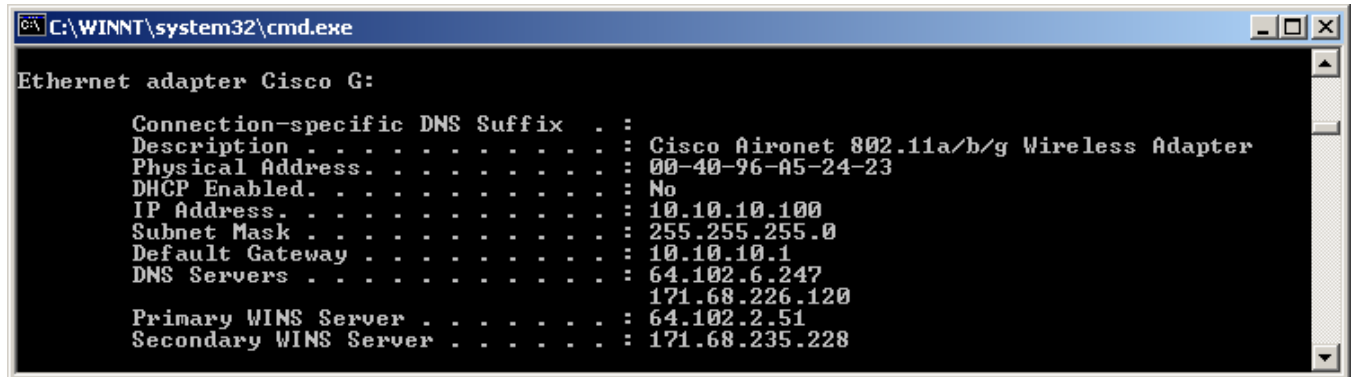 C:\WINNT\system32\cmd.exe
Ethernet adapter Cisco G:
Connection-specific DNS Suffix . :
Description . . . . . . . . . . . : Cisco Aironet 802.11a/b/g Wireless Adapter
Physical Address. . . . . . . . . : 00-40-96-A5-24-23
DHCP Enabled. . . . . . . . . . . : No
IP Address. . . . . . . . . . . . : 10.10.10.100
Subnet Mask . . . . . . . . . . . : 255.255.255.0
Default Gateway . . . . . . . . . : 10.10.10.1
DNS Servers . . . . . . . . . . . : 64.102.6.247
171.68.226.120
Primary WINS Server . . . . . . . : 64.102.2.51
Secondary WINS Server . . . . . . : 171.68.235.228